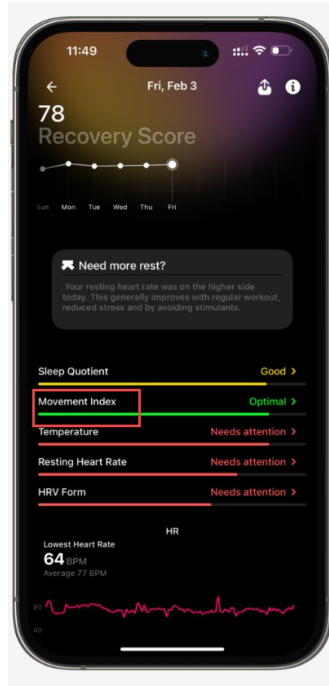 11:49
Fri, Feb 3
78
Recovery Score
Sun Mon Tue Wed Thu Fri
Need more rest?
Your resting heart rate was on the higher side
today. This generally improves with regular workout,
reduced stress and by avoiding stimulants.
Sleep Quotient Good
Movement Index Optimal
Temperature Needs attention
Resting Heart Rate Needs attention
HRV Form Needs attention
HR
Lowest Heart Rate
64 BPM
Average 77 BPM
80
40